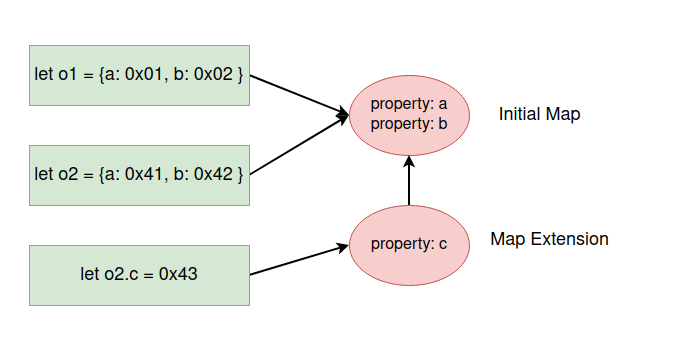 let o1 = {a: 0x01, b: 0x02 }
property: a
property: b
Initial Map
let o2 = {a: 0x41, b: 0x42 }
let o2.c = 0x43
property: c
Map Extension